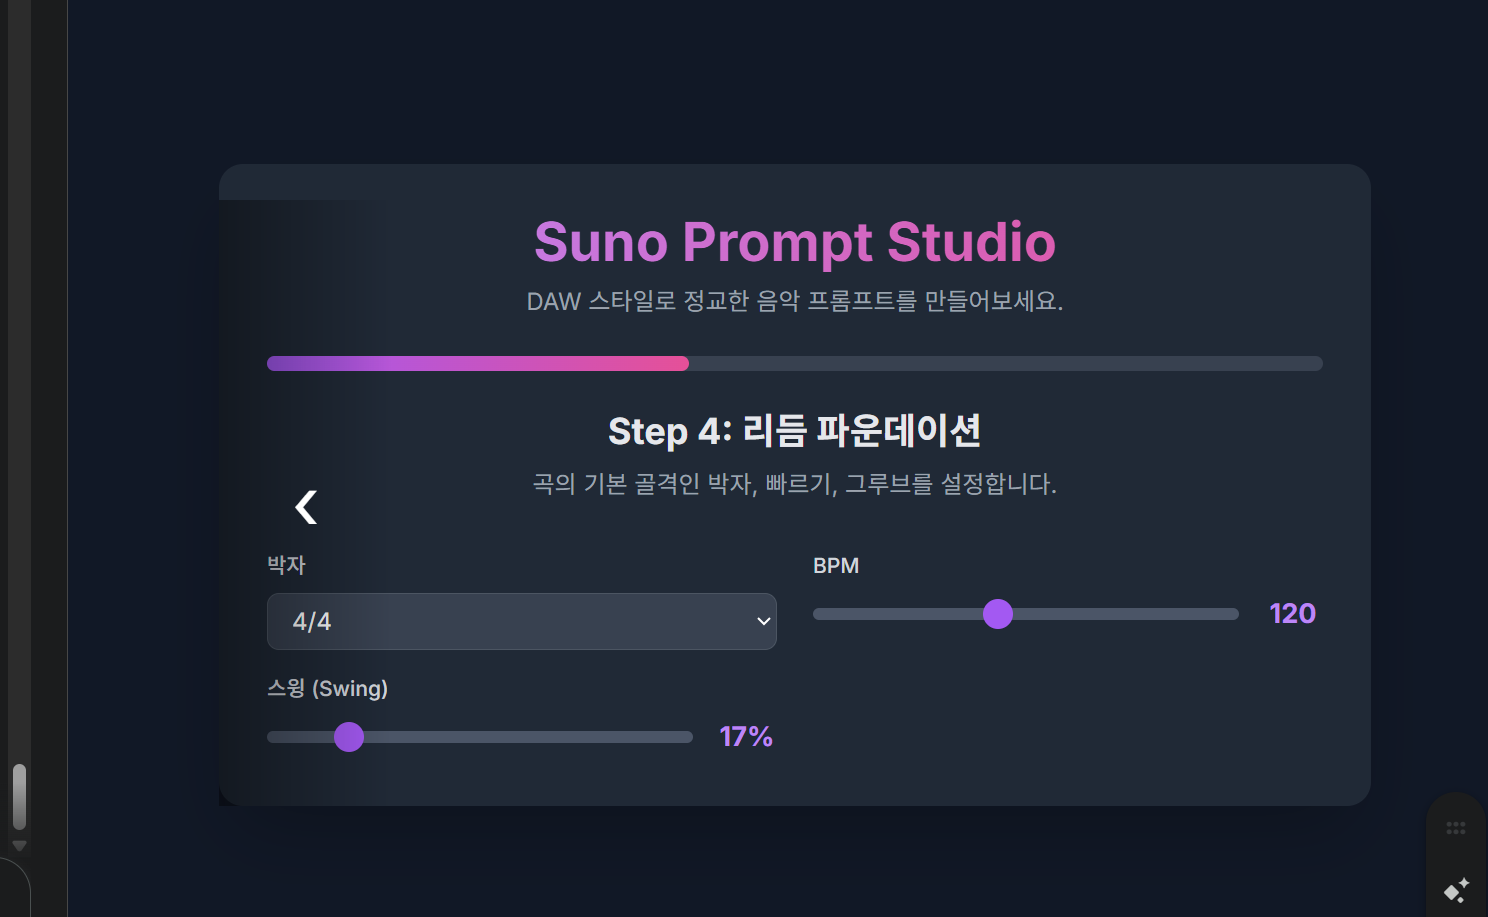 Suno Prompt Studio
DAW 스타일로 정교한 음악 프롬프트를 만들어보세요.
Step 4: 리듬 파운데이션
곡의 기본 골격인 박자, 빠르기, 그루브를 설정합니다.
박자
BPM
4/4
120
스윙 (Swing)
17%